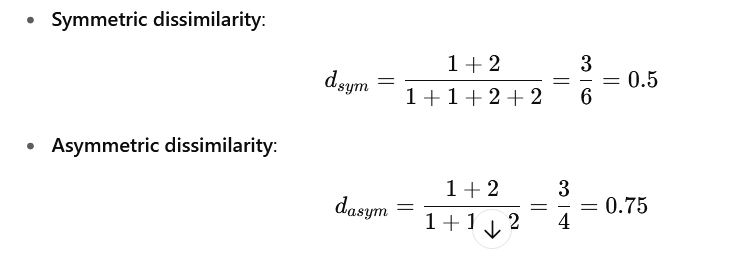 • Symmetric dissimilarity:
d_sym = (1 + 2) / (1 + 1 + 2 + 2) = 3/6 = 0.5
• Asymmetric dissimilarity:
d_asym = (1 + 2) / (1 + 1 2) = 3/4 = 0.75